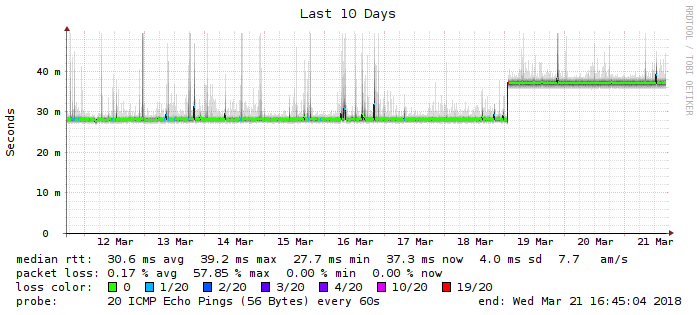 Last 10 Days
RRDTOOL / TOBI OETIKER
Seconds
40 m
30 m
20 m
10 m
0
12 Mar 13 Mar 14 Mar 15 Mar 16 Mar 17 Mar 18 Mar 19 Mar 20 Mar 21 Mar
median rtt: 30.6 ms avg 39.2 ms max 27.7 ms min 37.3 ms now 4.0 ms sd 7.7 am/s
packet loss: 0.17 % avg 57.85 % max 0.00 % min 0.00 % now
loss color: 0 1/20 2/20 3/20 4/20 10/20 19/20
probe: 20 ICMP Echo Pings (56 Bytes) every 60s end: Wed Mar 21 16:45:04 2018